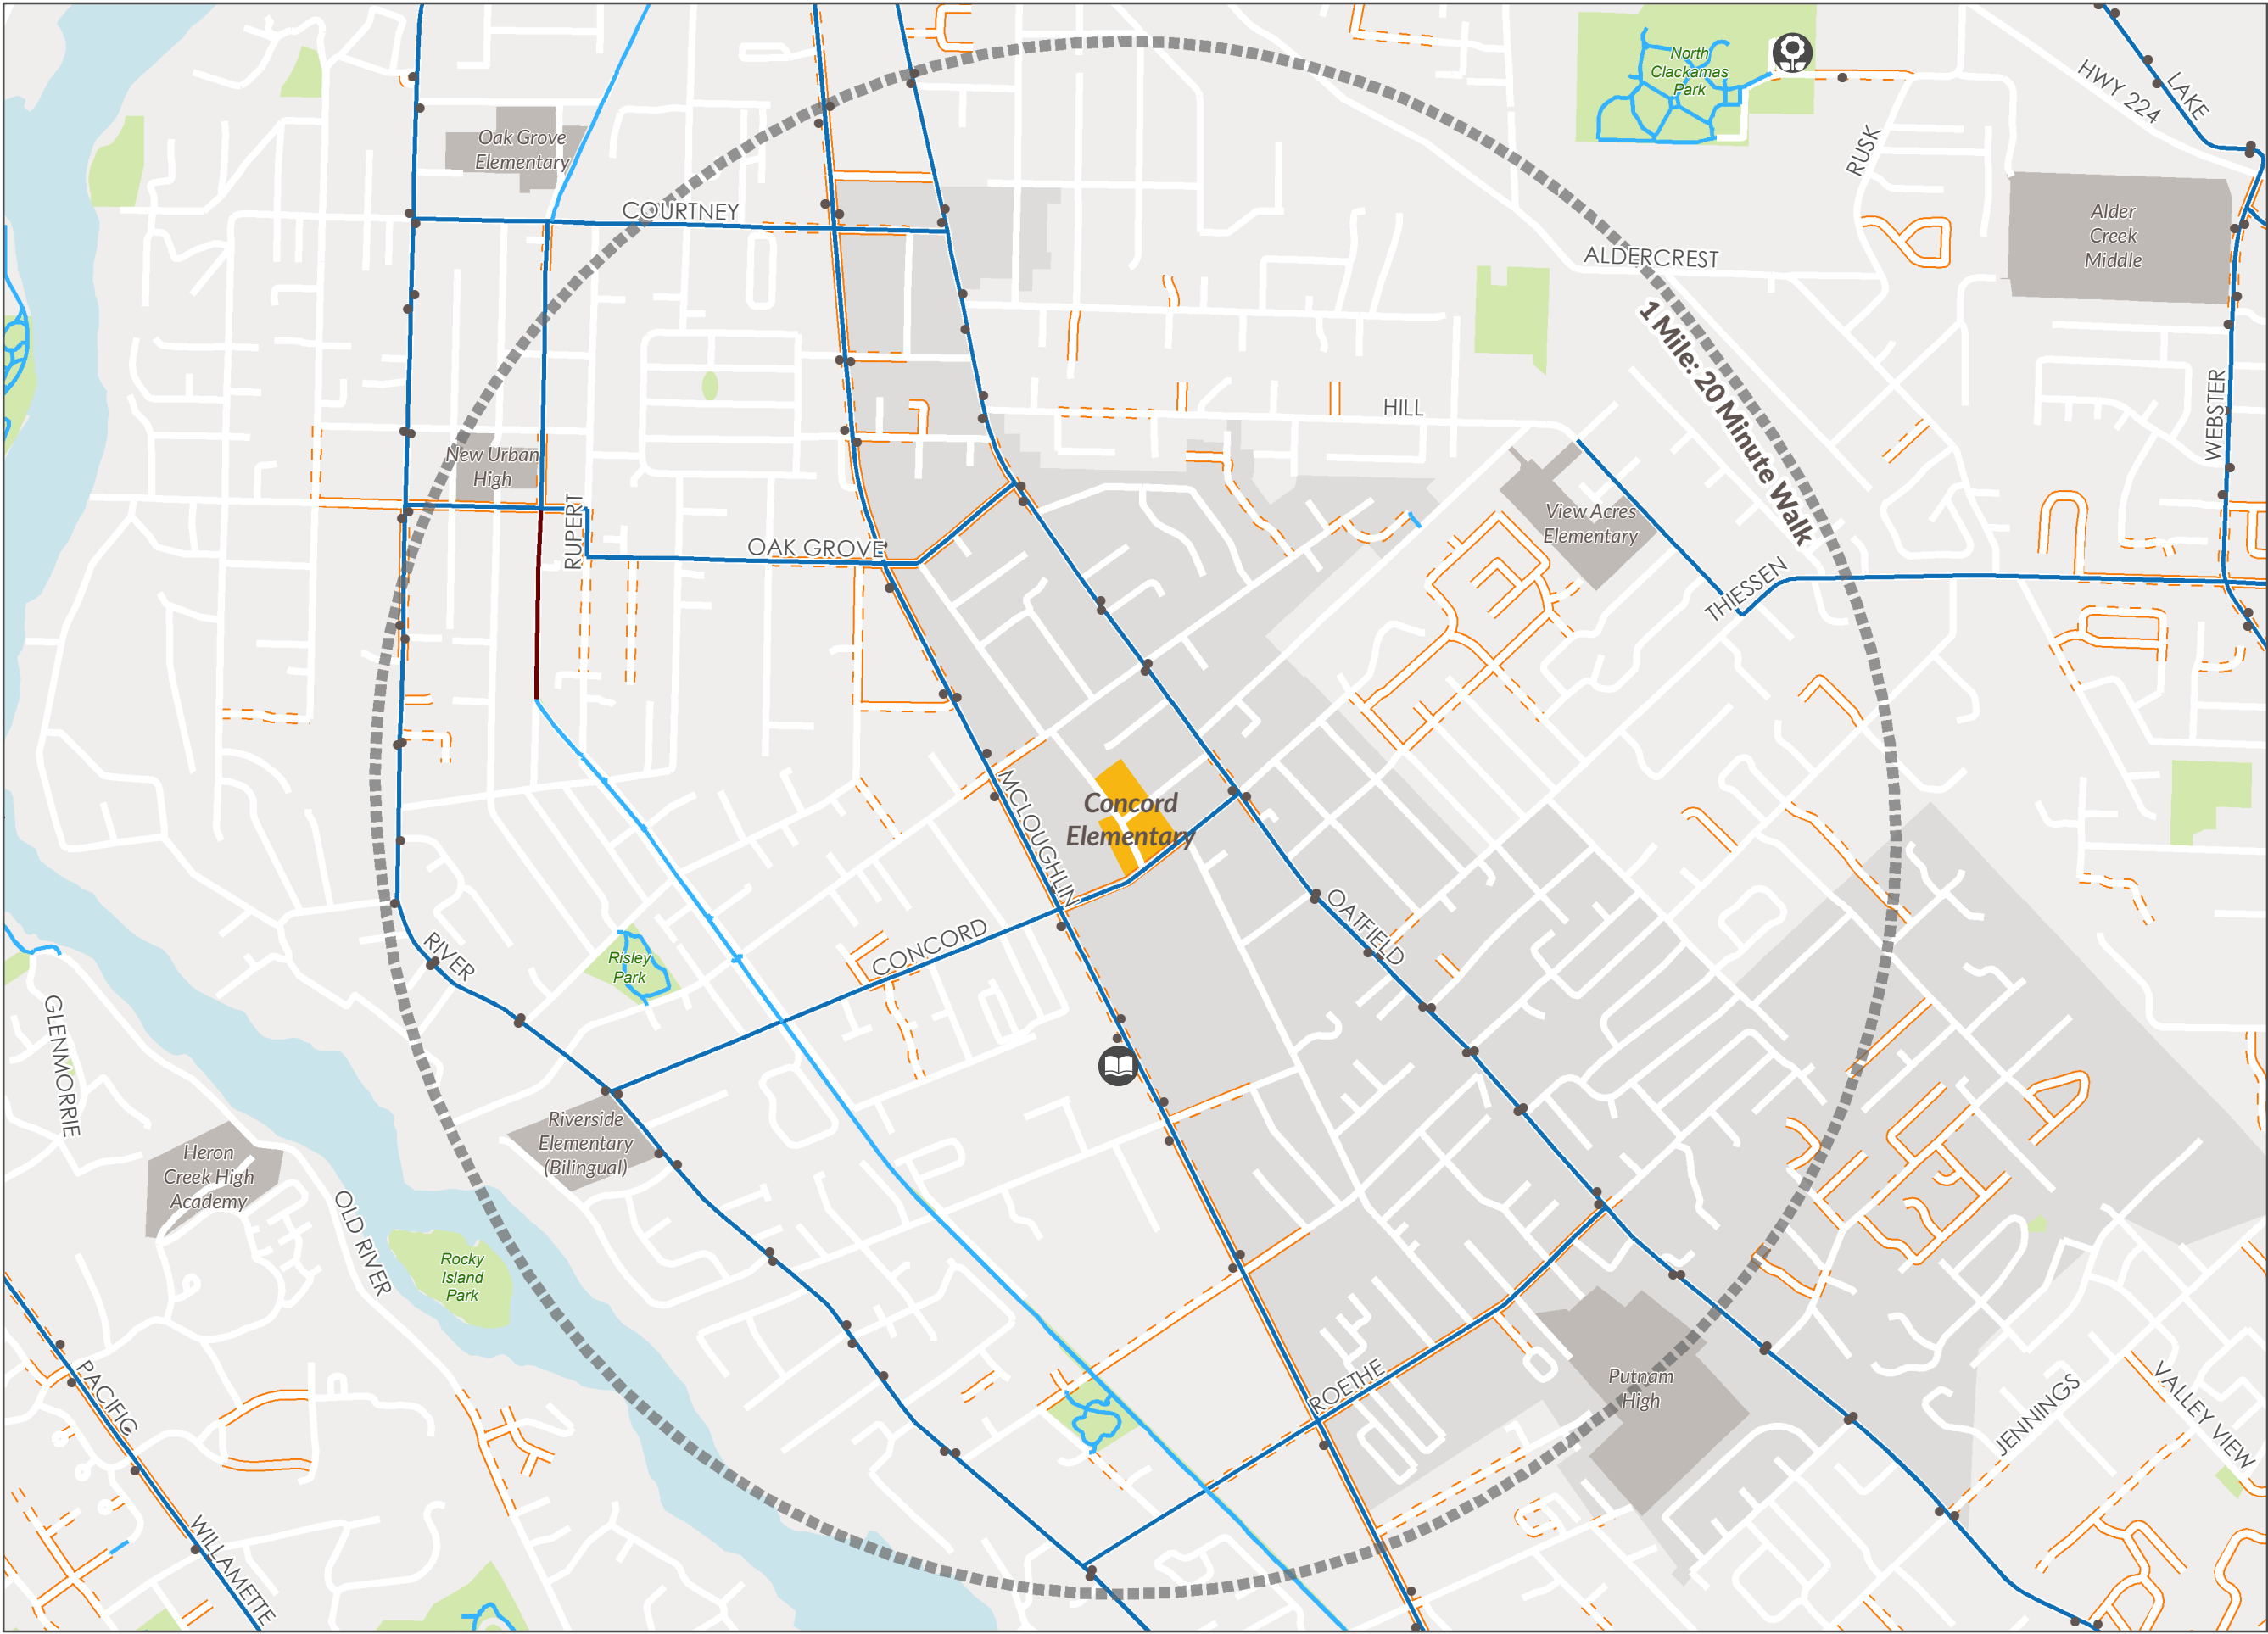 North
Clackamas
Park
LAKE
HWY 224
RUSK
Oak Grove
Elementary
COURTNEY
Alder
Creek
Middle
ALDERCREST
1 Mile: 20 Minute Walk
HILL
WEBSTER
New Urban
High
View Acres
Elementary
RUPERT
OAK GROVE
THIESSEN
MCLOUGHLIN
Concord
Elementary
OATFIELD
CONCORD
RIVER
Risley
Park
GLENMORRIE
Riverside
Elementary
(Bilingual)
Heron
Creek High
Academy
OLD RIVER
Rocky
Island
Park
PACIFIC
ROETHE
Putnam
High
JENNINGS
VALLEY VIEW
WILLAMETTE